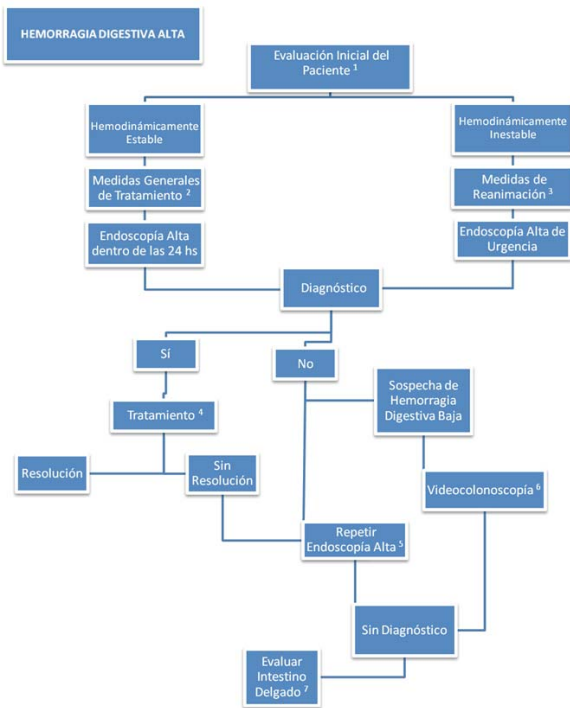 HEMORRAGIA DIGESTIVA ALTA
Evaluación Inicial del
Paciente 1
Hemodinámicamente
Estable
Hemodinámicamente
Inestable
Medidas Generales
de Tratamiento 2
Medidas de
Reanimación 3
Endoscopía Alta
dentro de las 24 hs
Endoscopía Alta de
Urgencia
Diagnóstico
Sí
No
Sospecha de
Hemorragia
Digestiva Baja
Tratamiento 4
Resolución
Sin
Resolución
Videocolonoscopía 6
Repetir
Endoscopía Alta 5
Sin Diagnóstico
Evaluar
Intestino
Delgado 7